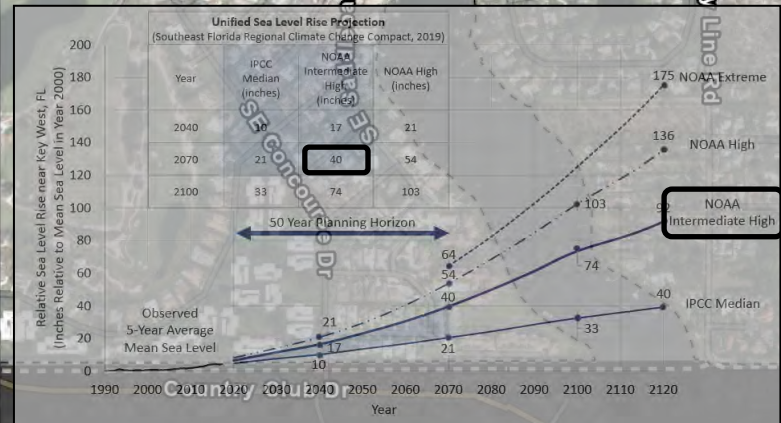 Unified Sea Level Rise Projection
(Southeast Florida Regional Climate Change Compact, 2019)
Year
IPCC Median (inches)
NOAA Intermediate High (inches)
NOAA High (inches)
2040 10 17 21
2070 21 40 54
2100 33 74 103
Relative Sea Level Rise near Key West, FL
(Inches Relative to Mean Sea Level in Year 2000)
200
180
160
140
120
100
80
60
40
20
0
50 Year Planning Horizon
Observed
5-Year Average
Mean Sea Level
175 NOAA Extreme
136
NOAA High
103
92
NOAA
Intermediate High
74
64
54
40
40
IPCC Median
33
21
21
17
10
1990 2000 2010 2020 2030 2040 2050 2060 2070 2080 2090 2100 2110 2120
Year
SE Concourse Dr
Country Club Dr
y Line Rd